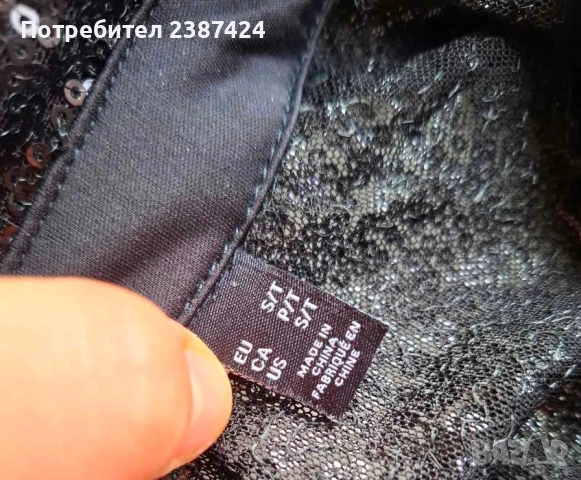 Потребител 2387424
EU S/T
CA P/T
US S/T
MADE IN
CHINA
FABRIQUÉ EN
CHINE